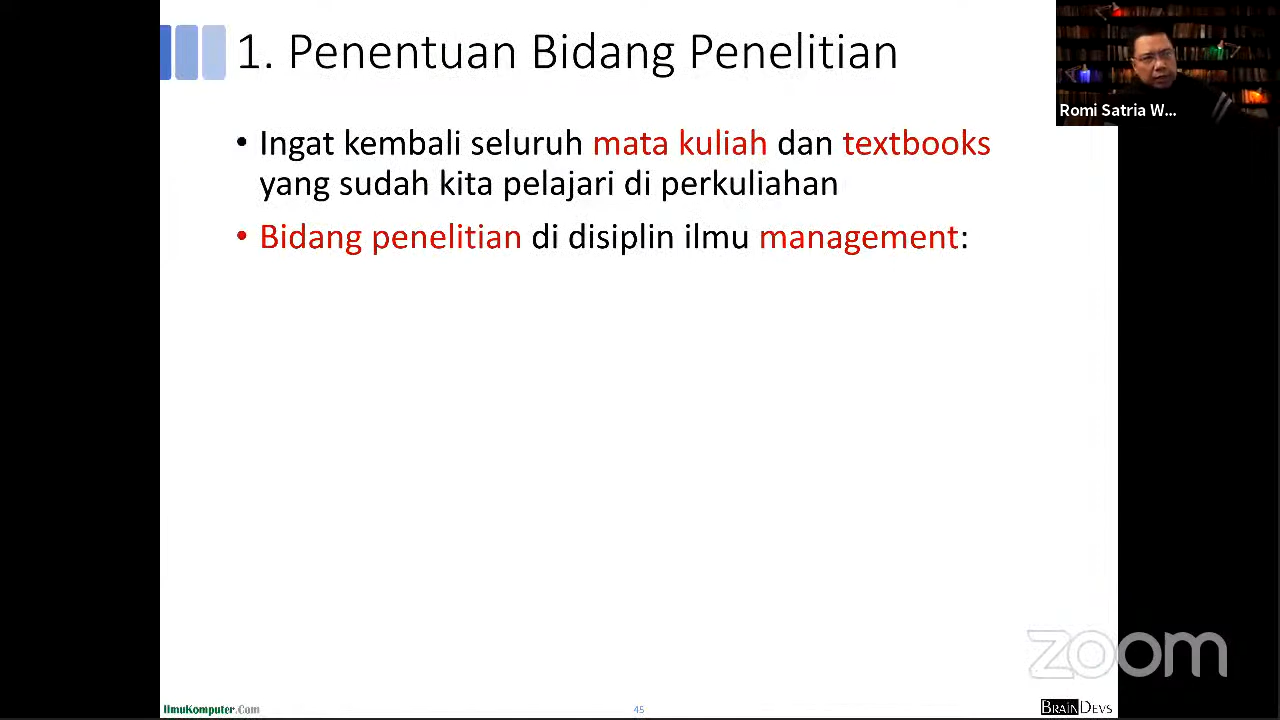 1. Penentuan Bidang Penelitian
Romi Satria W...
• Ingat kembali seluruh mata kuliah dan textbooks
yang sudah kita pelajari di perkuliahan
• Bidang penelitian di disiplin ilmu management:
zoom
IlmuKomputer.Com
45
BRAINDEVS